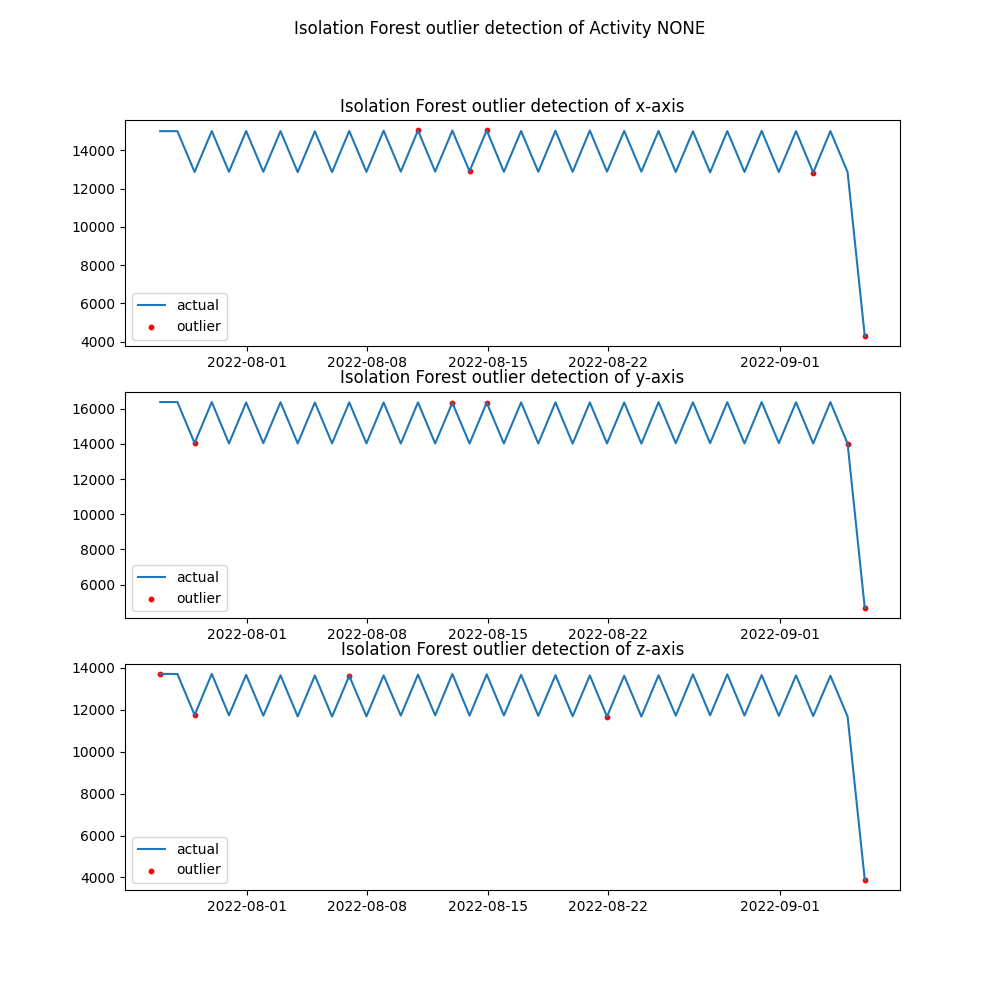 Isolation Forest outlier detection of Activity NONE
Isolation Forest outlier detection of x-axis
14000
12000
10000
8000
6000
4000
actual
outlier
2022-08-01 2022-08-08 2022-08-15 2022-08-22 2022-09-01
Isolation Forest outlier detection of y-axis
16000
14000
12000
10000
8000
6000
actual
outlier
2022-08-01 2022-08-08 2022-08-15 2022-08-22 2022-09-01
Isolation Forest outlier detection of z-axis
14000
12000
10000
8000
6000
4000
actual
outlier
2022-08-01 2022-08-08 2022-08-15 2022-08-22 2022-09-01